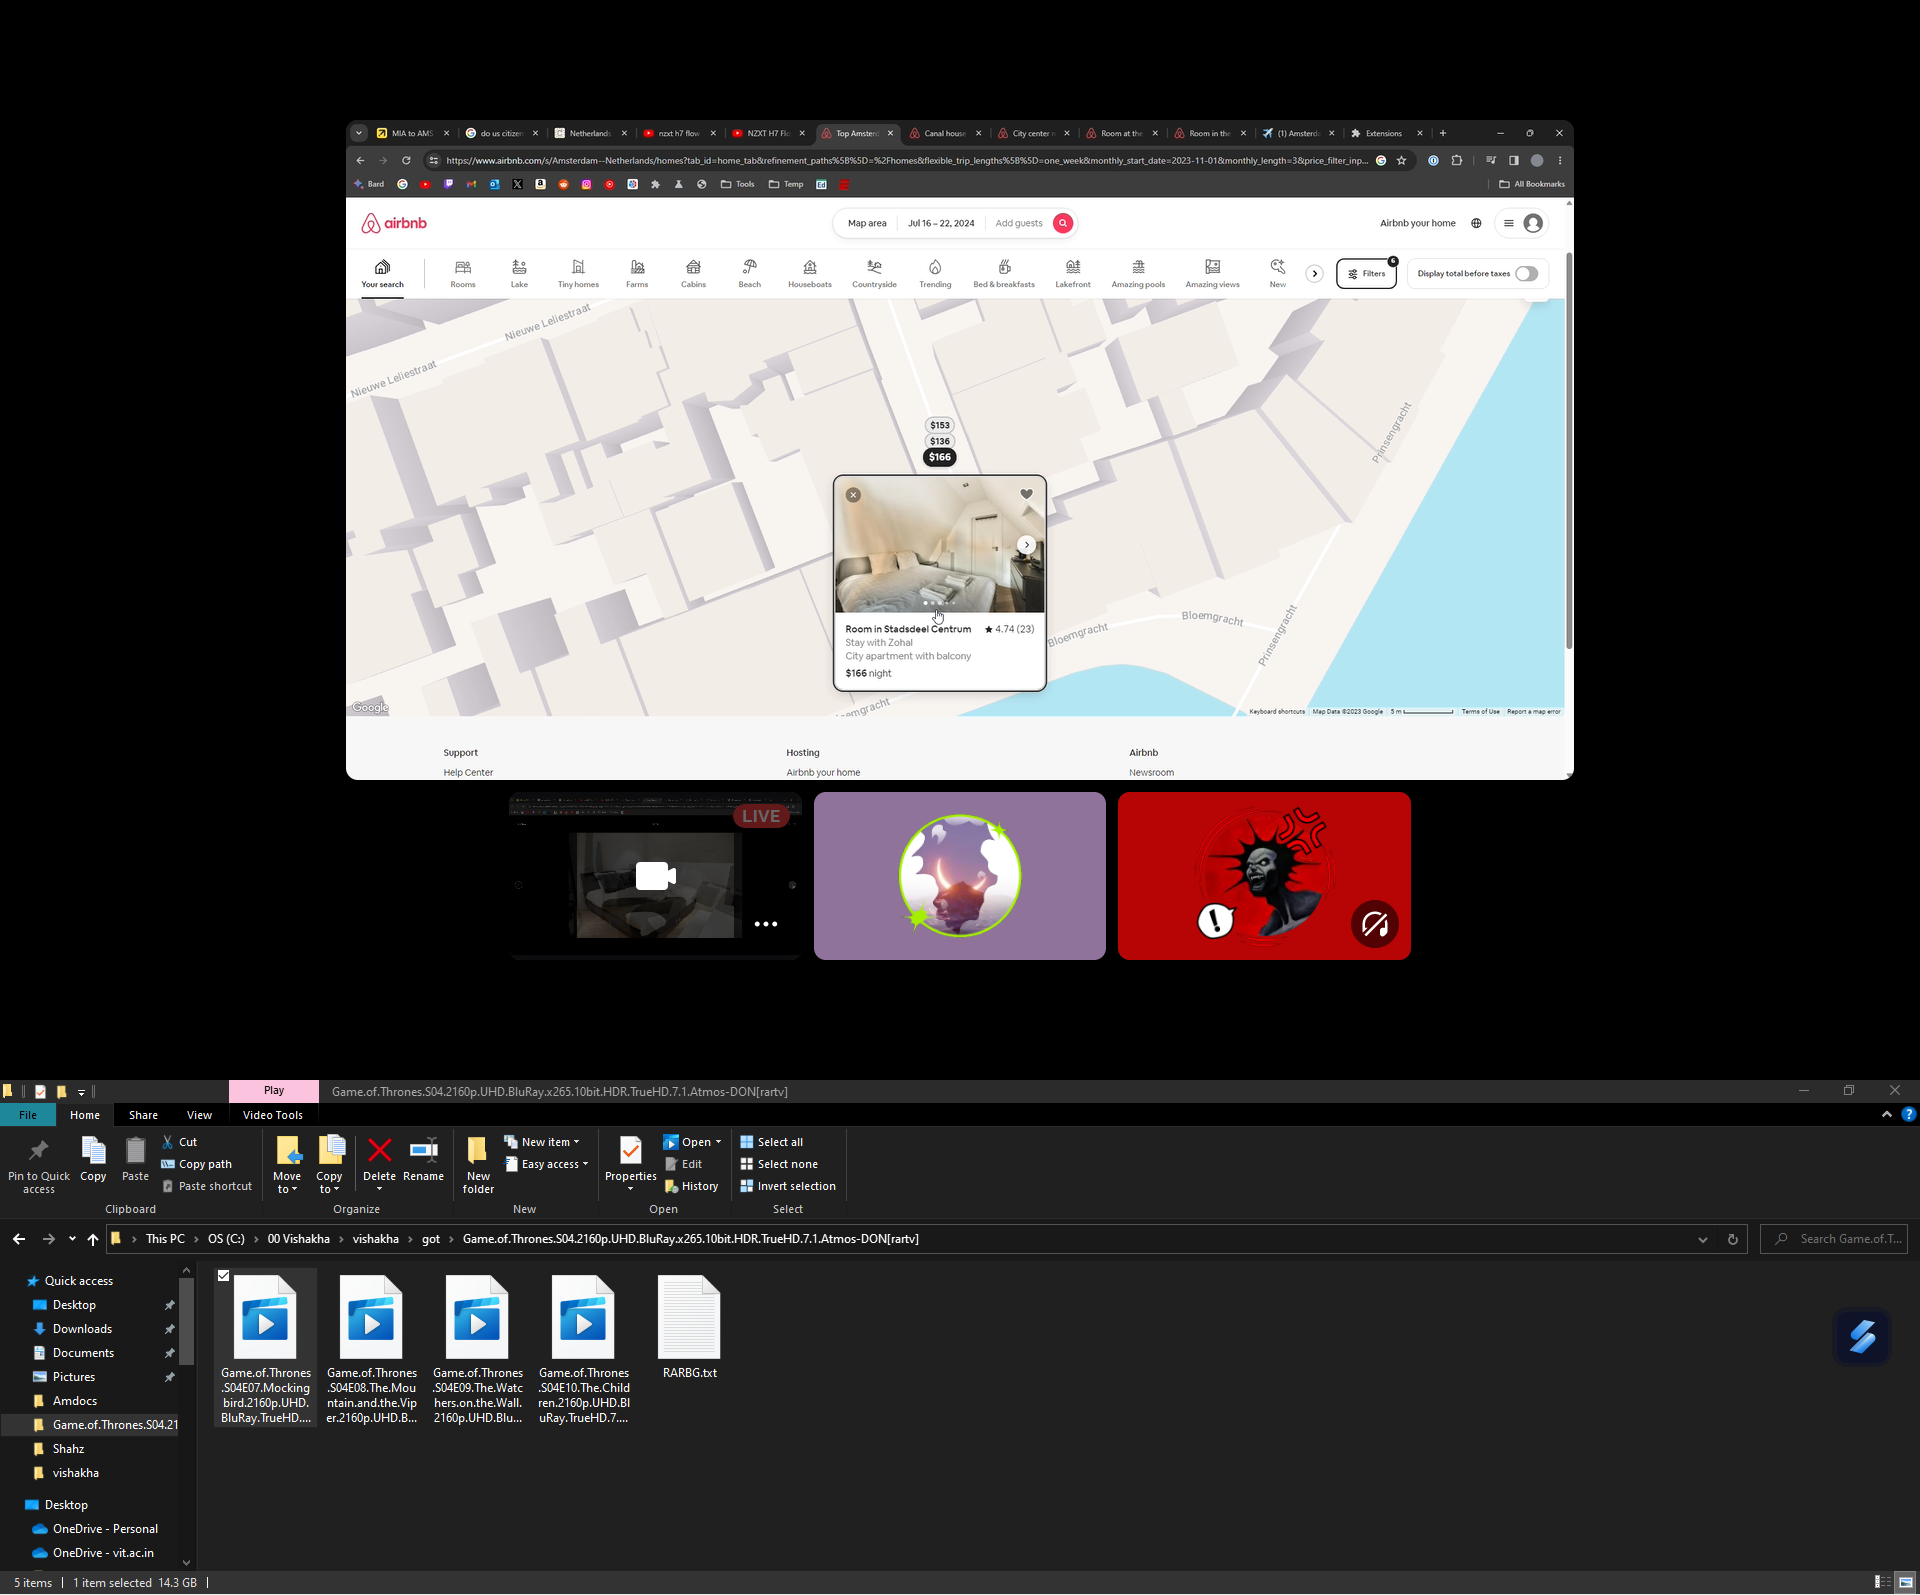 MIA to AMS
do us citizen
Netherlands
nzxt h7 flow
NZXT H7 Flo
Top Amsterd
Canal house
City center r
Room at the
Room in the
(1) Amsterda
Extensions
https://www.airbnb.com/s/Amsterdam--Netherlands/homes?tab_id=home_tab&refinement_paths%5B%5D=%2Fhomes&flexible_trip_lengths%5B%5D=one_week&monthly_start_date=2023-11-01&monthly_length=3&price_filter_inp...
Bard
Tools
Temp
All Bookmarks
airbnb
Map area
Jul 16 – 22, 2024
Add guests
Airbnb your home
Your search
Rooms
Lake
Tiny homes
Farms
Cabins
Beach
Houseboats
Countryside
Trending
Bed & breakfasts
Lakefront
Amazing pools
Amazing views
New
Filters
6
Display total before taxes
Nieuwe Leliestraat
Nieuwe Leliestraat
Prinsengracht
$153
$136
$166
Room in Stadsdeel Centrum
4.74 (23)
Stay with Zohal
City apartment with balcony
$166 night
Bloemgracht
Bloemgracht
Prinsengracht
Bloemgracht
Google
Keyboard shortcuts
Map Data ©2023 Google
5 m
Terms of Use
Report a map error
Support
Hosting
Airbnb
Help Center
Airbnb your home
Newsroom
LIVE
Play
Game.of.Thrones.S04.2160p.UHD.BluRay.x265.10bit.HDR.TrueHD.7.1.Atmos-DON[rartv]
File
Home
Share
View
Video Tools
Pin to Quick access
Copy
Paste
Cut
Copy path
Paste shortcut
Move to
Copy to
Delete
Rename
New folder
New item
Easy access
Properties
Open
Edit
History
Select all
Select none
Invert selection
Clipboard
Organize
New
Open
Select
This PC
OS (C:)
00 Vishakha
vishakha
got
Game.of.Thrones.S04.2160p.UHD.BluRay.x265.10bit.HDR.TrueHD.7.1.Atmos-DON[rartv]
Search Game.of.T...
Quick access
Desktop
Downloads
Documents
Pictures
Amdocs
Game.of.Thrones.S04.21
Shahz
vishakha
Desktop
OneDrive - Personal
OneDrive - vit.ac.in
Game.of.Thrones
.S04E07.Mocking
bird.2160p.UHD.
BluRay.TrueHD....
Game.of.Thrones
.S04E08.The.Mou
ntain.and.the.Vip
er.2160p.UHD.B...
Game.of.Thrones
.S04E09.The.Watc
hers.on.the.Wall.
2160p.UHD.Blu...
Game.of.Thrones
.S04E10.The.Child
ren.2160p.UHD.Bl
uRay.TrueHD.7....
RARBG.txt
5 items
1 item selected 14.3 GB